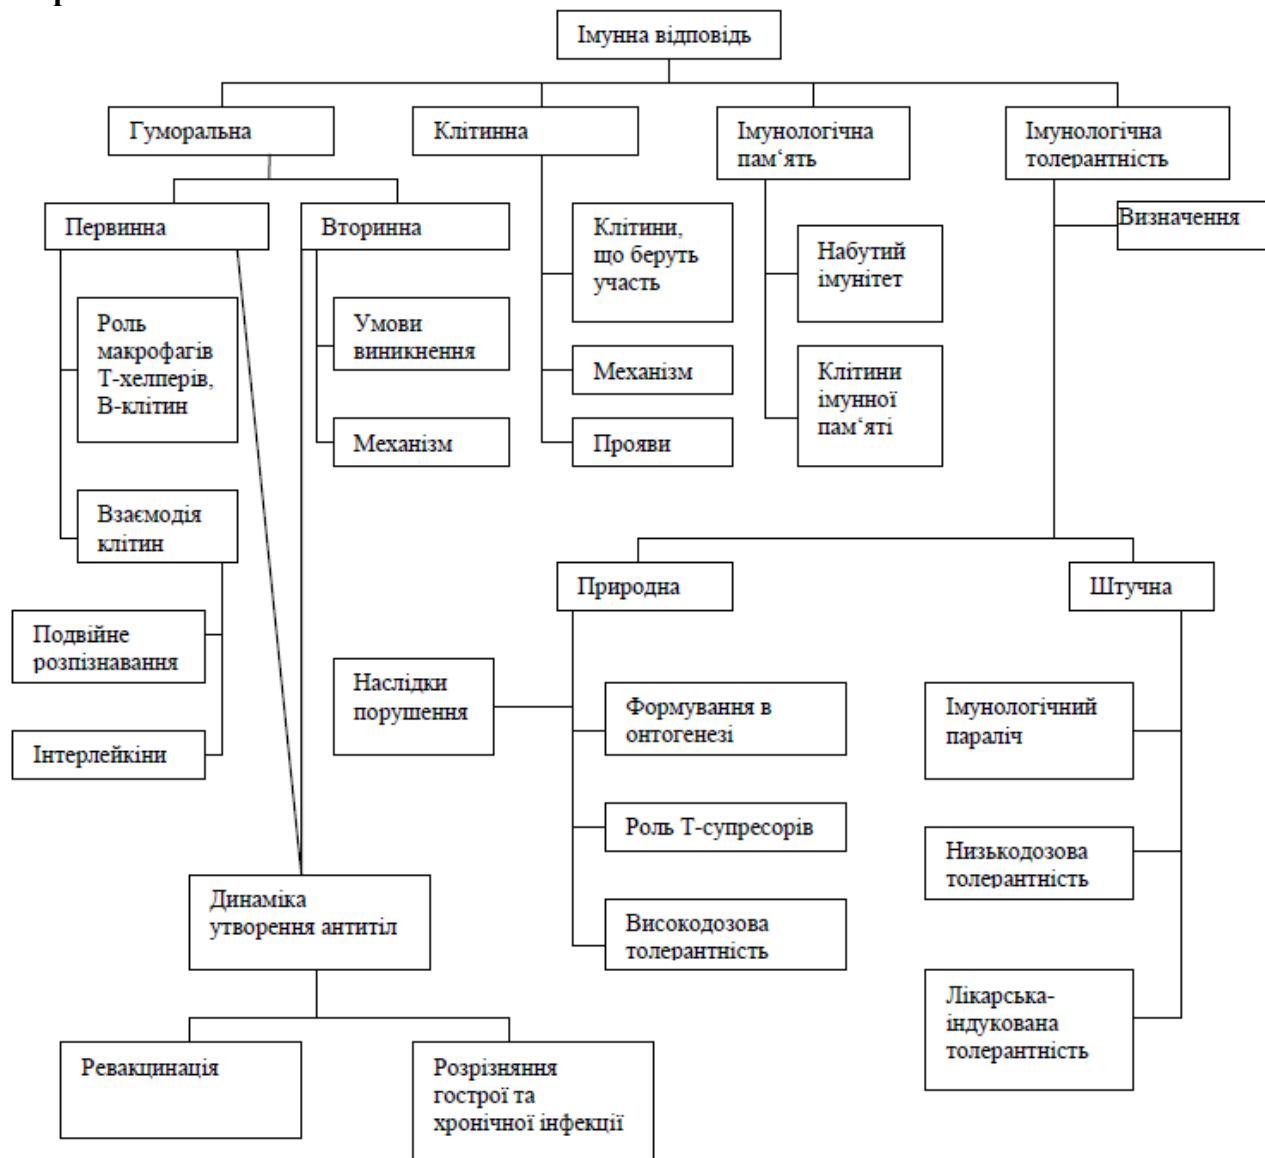 Імунна відповідь
Гуморальна
Клітинна
Імунологічна
пам‘ять
Імунологічна
толерантність
Визначення
Первинна
Вторинна
Клітини,
що беруть
участь
Набутий
імунітет
Роль
макрофагів
Т-хелперів,
В-клітин
Умови
виникнення
Механізм
Клітини
імунної
пам‘яті
Механізм
Прояви
Взаємодія
клітин
Природна
Штучна
Подвійне
розпізнавання
Наслідки
порушення
Формування в
онтогенезі
Імунологічний
параліч
Інтерлейкіни
Роль Т-супресорів
Низькодозова
толерантність
Динаміка
утворення антитіл
Високодозова
толерантність
Лікарська-
індукована
толерантність
Ревакцинація
Розрізняння
гострої та
хронічної інфекції